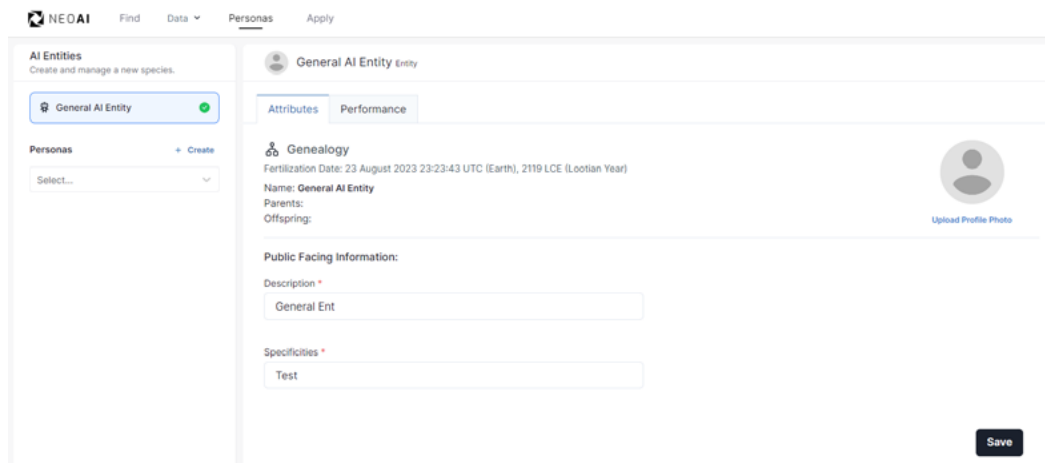 NEOAI Find Data Personas Apply
AI Entities
Create and manage a new species.
General AI Entity
Personas + Create
Select...
General AI Entity Entity
Attributes Performance
Genealogy
Fertilization Date: 23 August 2023 23:23:43 UTC (Earth), 2119 LCE (Lootian Year)
Name: General AI Entity
Parents:
Offspring:
Upload Profile Photo
Public Facing Information:
Description *
General Ent
Specificities *
Test
Save